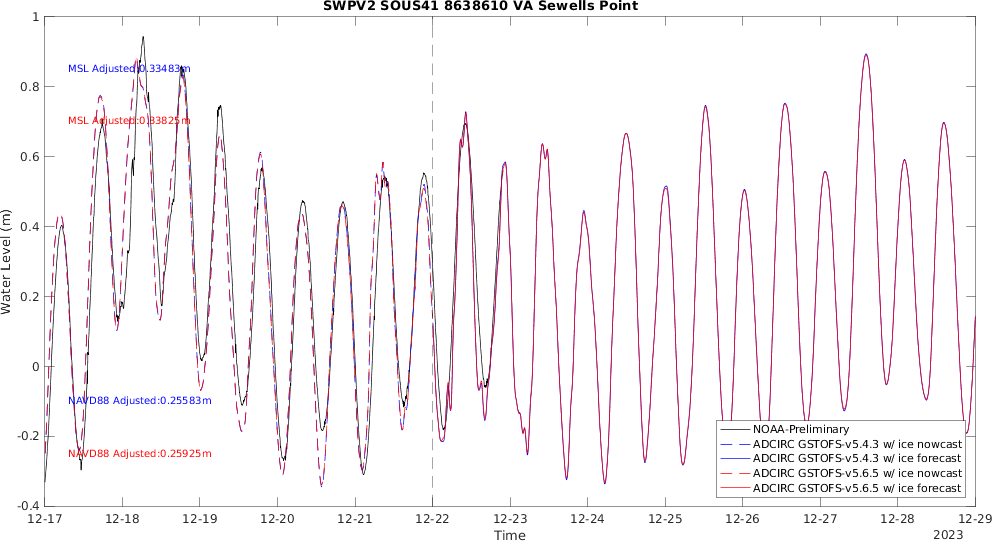 SWPV2 SOUS41 8638610 VA Sewells Point
1
0.8
0.6
0.4
0.2
0
-0.2
-0.4
Water Level (m)
MSL Adjusted:0.33483m
MSL Adjusted:0.33825m
NAVD88 Adjusted:0.25583m
NAVD88 Adjusted:0.25925m
NOAA-Preliminary
ADCIRC GSTOFS-v5.4.3 w/ ice nowcast
ADCIRC GSTOFS-v5.4.3 w/ ice forecast
ADCIRC GSTOFS-v5.6.5 w/ ice nowcast
ADCIRC GSTOFS-v5.6.5 w/ ice forecast
12-17 12-18 12-19 12-20 12-21 12-22 12-23 12-24 12-25 12-26 12-27 12-28 12-29
Time
2023